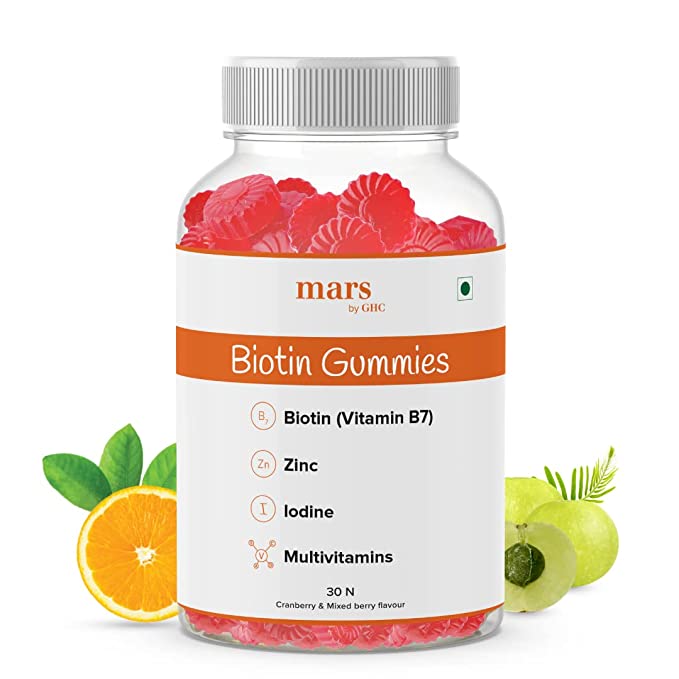 mars
by GHC
Biotin Gummies
B7 Biotin (Vitamin B7)
Zn Zinc
I Iodine
V Multivitamins
30 N
Cranberry & Mixed berry flavour